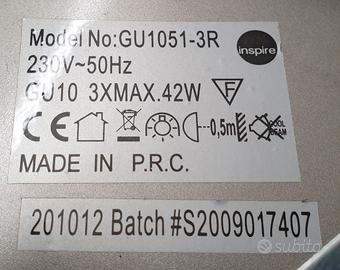 Model No:GU1051-3R
inspire
230V~50Hz
GU10 3XMAX.42W
F
CE
0,5m
COOL BEAM
MADE IN P.R.C.
201012 Batch #S2009017407
subito